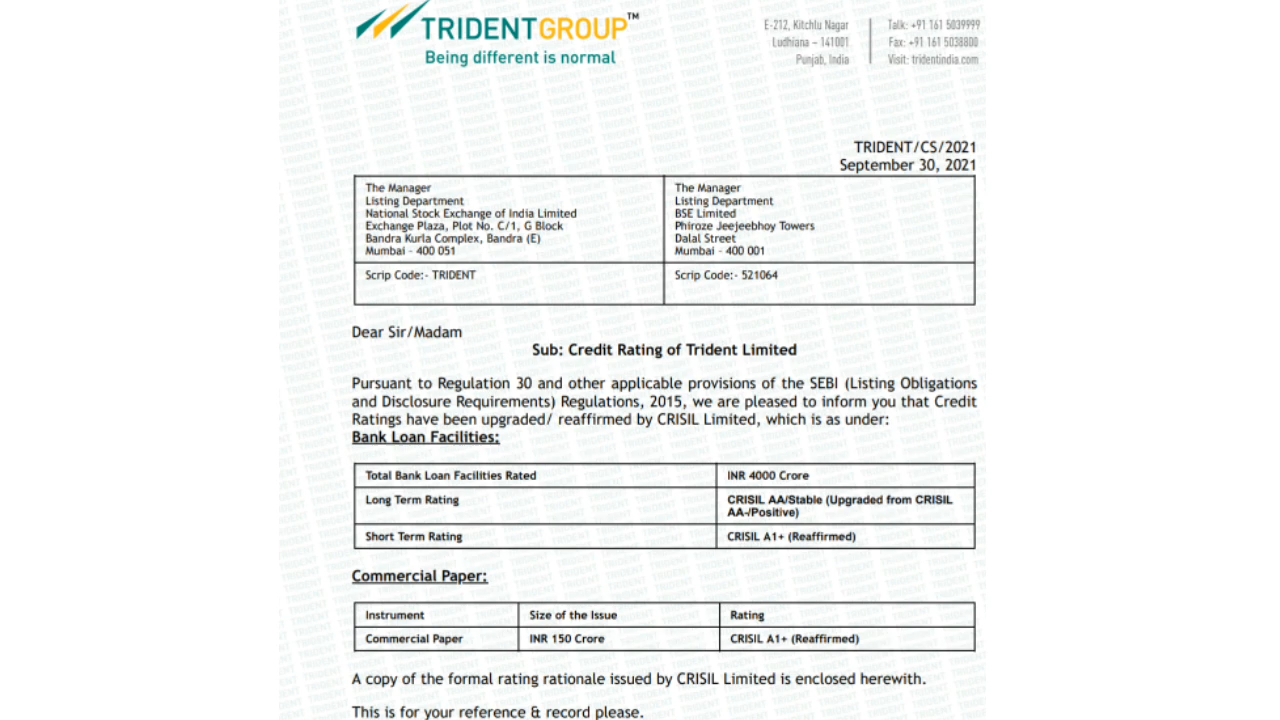 TRIDENTGROUP™
Being different is normal
E-212, Kitchlu Nagar
Ludhiana – 141001
Punjab, India
Talk: +91 161 5039999
Fax: +91 161 5038800
Visit: tridentindia.com
TRIDENT/CS/2021
September 30, 2021
The Manager
Listing Department
National Stock Exchange of India Limited
Exchange Plaza, Plot No. C/1, G Block
Bandra Kurla Complex, Bandra (E)
Mumbai - 400 051
The Manager
Listing Department
BSE Limited
Phiroze Jeejeebhoy Towers
Dalal Street
Mumbai - 400 001
Scrip Code:- TRIDENT
Scrip Code:- 521064
Dear Sir/Madam
Sub: Credit Rating of Trident Limited
Pursuant to Regulation 30 and other applicable provisions of the SEBI (Listing Obligations
and Disclosure Requirements) Regulations, 2015, we are pleased to inform you that Credit
Ratings have been upgraded/ reaffirmed by CRISIL Limited, which is as under:
Bank Loan Facilities:
Total Bank Loan Facilities Rated
INR 4000 Crore
Long Term Rating
CRISIL AA/Stable (Upgraded from CRISIL
AA-/Positive)
Short Term Rating
CRISIL A1+ (Reaffirmed)
Commercial Paper:
Instrument
Size of the Issue
Rating
Commercial Paper
INR 150 Crore
CRISIL A1+ (Reaffirmed)
A copy of the formal rating rationale issued by CRISIL Limited is enclosed herewith.
This is for your reference & record please.